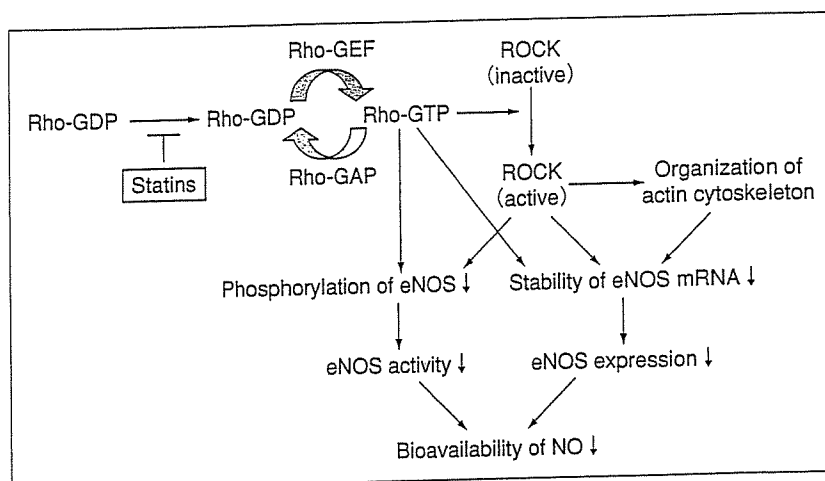 Rho-GEF
ROCK
(inactive)
Rho-GDP
Rho-GDP
Rho-GTP
Statins
Rho-GAP
ROCK
(active)
Organization of
actin cytoskeleton
Phosphorylation of eNOS ↓
Stability of eNOS mRNA ↓
eNOS activity ↓
eNOS expression ↓
Bioavailability of NO ↓